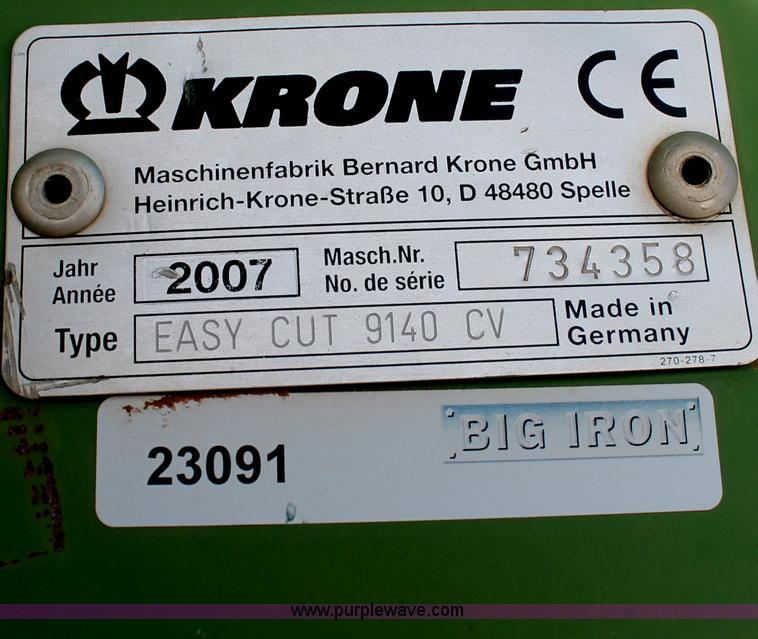 KRONE CE
Maschinenfabrik Bernard Krone GmbH
Heinrich-Krone-Straße 10, D 48480 Spelle
Jahr
Année
2007
Masch.Nr.
No. de série
734358
Type
EASY CUT 9140 CV
Made in
Germany
270-278-7
23091
BIG IRON
www.purplewave.com